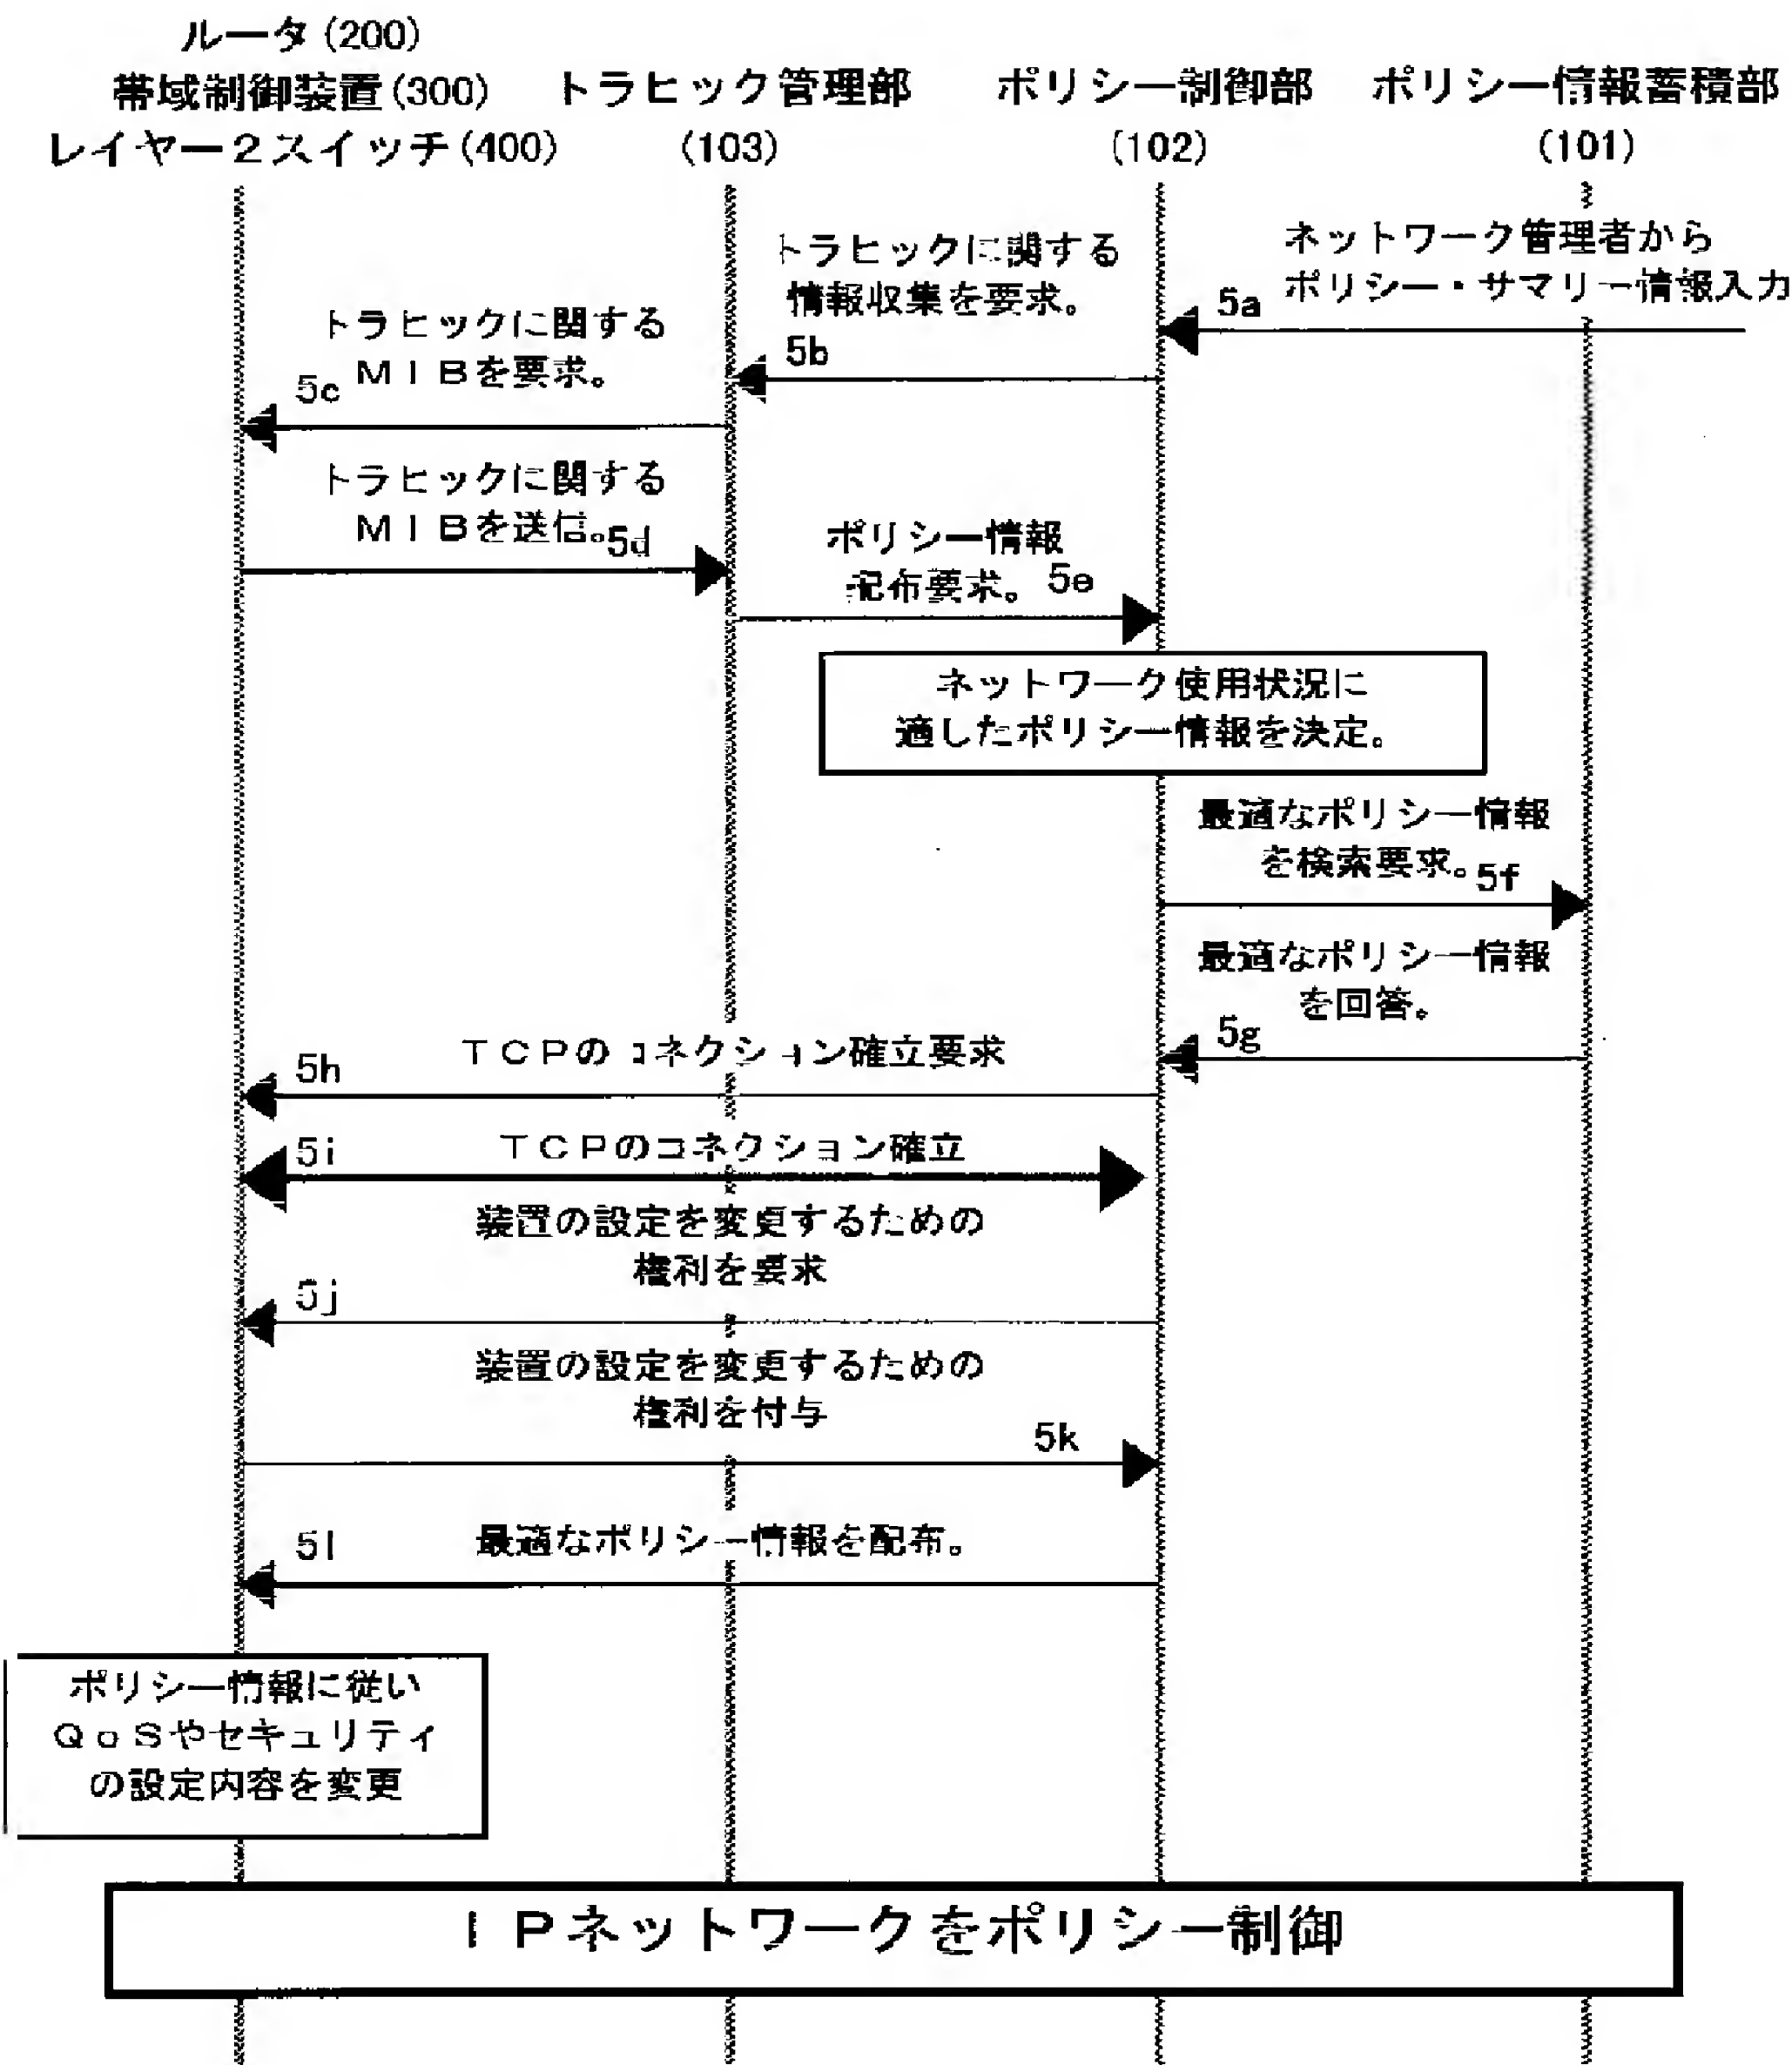 ルータ(200)
帯域制御装置(300)
レイヤー2スイッチ(400)
トラヒック管理部
(103)
ポリシー制御部
(102)
ポリシー情報蓄積部
(101)
ネットワーク管理者から
ポリシー・サマリー情報入力
5a
トラヒックに関する
情報収集を要求。
5b
トラヒックに関する
MIBを要求。
5c
トラヒックに関する
MIBを送信。
5d
ポリシー情報
配布要求。
5e
ネットワーク使用状況に
適したポリシー情報を決定。
最適なポリシー情報
を検索要求。
5f
最適なポリシー情報
を回答。
5g
TCPのコネクション確立要求
5h
TCPのコネクション確立
5i
装置の設定を変更するための
権利を要求
5j
装置の設定を変更するための
権利を付与
5k
最適なポリシー情報を配布。
5l
ポリシー情報に従い
QoSやセキュリティ
の設定内容を変更
IPネットワークをポリシー制御